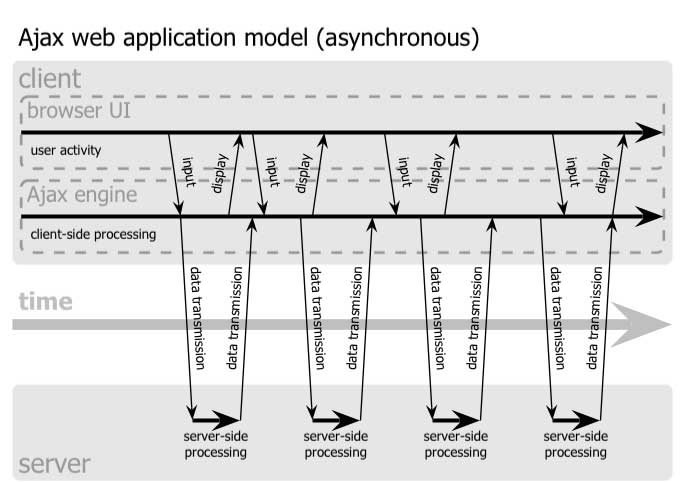 Ajax web application model (asynchronous)
client
browser UI
user activity
input
display
input
display
input
display
input
display
Ajax engine
client-side processing
data transmission
data transmission
data transmission
data transmission
data transmission
data transmission
data transmission
data transmission
time
server-side
processing
server-side
processing
server-side
processing
server-side
processing
server